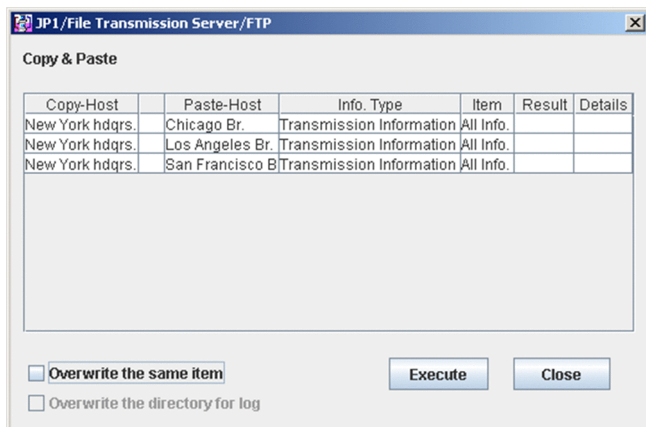 JP1/File Transmission Server/FTP
Copy & Paste
Copy-Host Paste-Host Info. Type Item Result Details
New York hdqrs. Chicago Br. Transmission Information All Info.
New York hdqrs. Los Angeles Br. Transmission Information All Info.
New York hdqrs. San Francisco B Transmission Information All Info.
Overwrite the same item Execute Close
Overwrite the directory for log